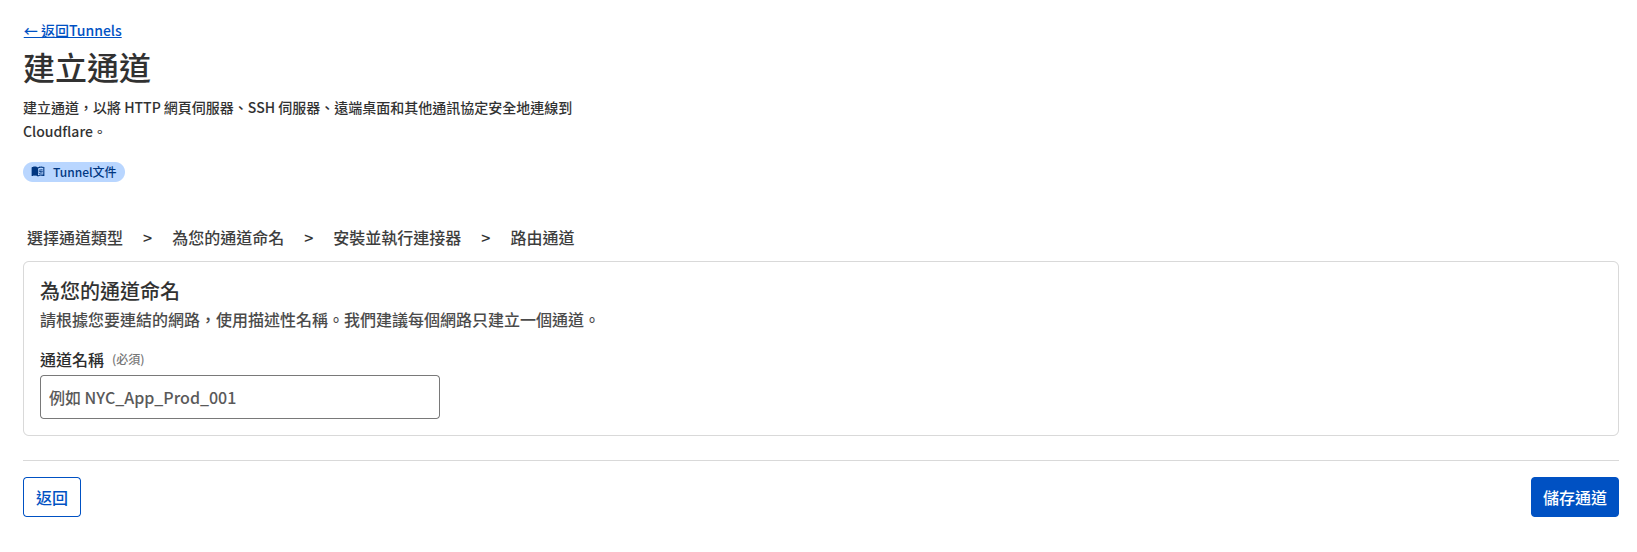 ← 返回Tunnels
建立通道
建立通道，以將 HTTP 網頁伺服器、SSH 伺服器、遠端桌面和其他通訊協定安全地連線到
Cloudflare。
Tunnel文件
選擇通道類型 > 為您的通道命名 > 安裝並執行連接器 > 路由通道
為您的通道命名
請根據您要連結的網路，使用描述性名稱。我們建議每個網路只建立一個通道。
通道名稱 (必須)
例如 NYC_App_Prod_001
返回
儲存通道